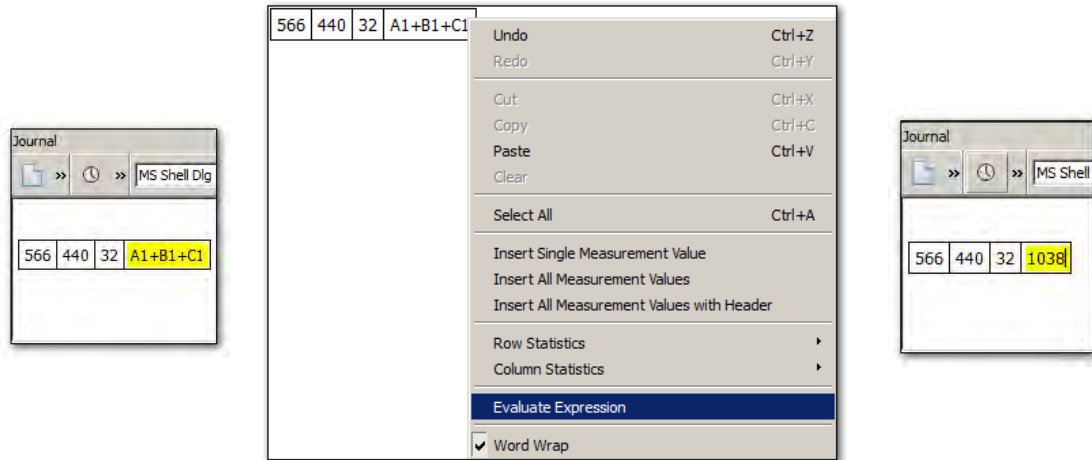 Journal
» » MS Shell Dlg
566 440 32 A1+B1+C1
566 440 32 A1+B1+C1
Undo Ctrl+Z
Redo Ctrl+Y
Cut Ctrl+X
Copy Ctrl+C
Paste Ctrl+V
Clear
Select All Ctrl+A
Insert Single Measurement Value
Insert All Measurement Values
Insert All Measurement Values with Header
Row Statistics
Column Statistics
Evaluate Expression
Word Wrap
Journal
» » MS Shell
566 440 32 1038